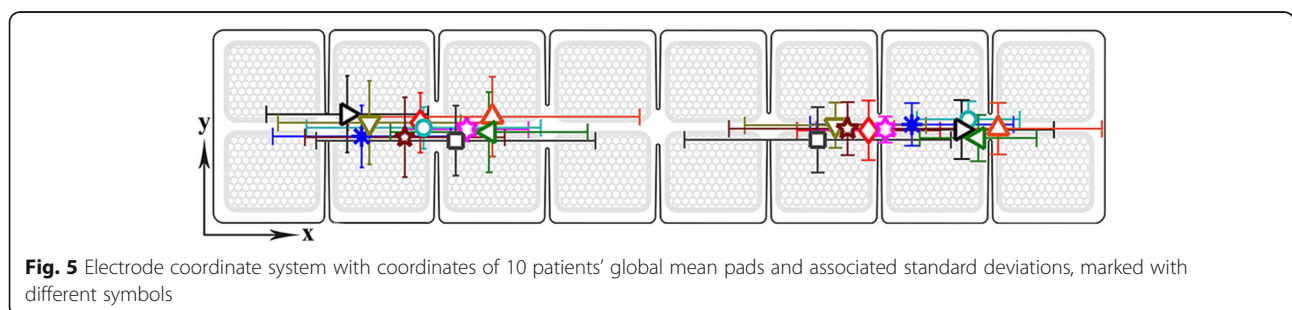 y
x
Fig. 5 Electrode coordinate system with coordinates of 10 patients’ global mean pads and associated standard deviations, marked with
different symbols